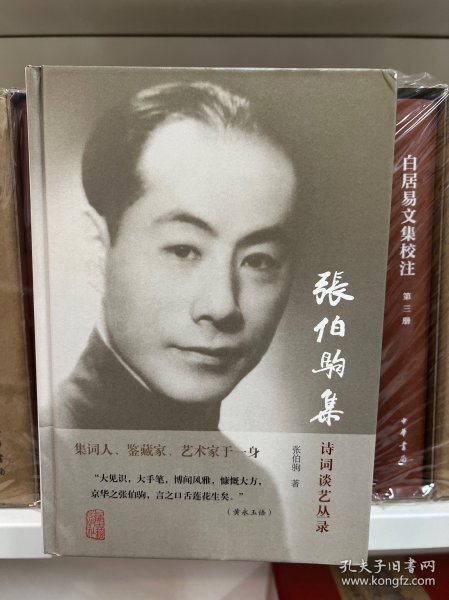 張伯駒集
诗词谈艺丛录
张伯驹 著
集词人、鉴藏家、艺术家于一身
“大见识，大手笔，博闻风雅，慷慨大方，
京华之张伯驹，言之口舌莲花生矣。”
（黄永玉语）
白居易文集校注
第三册
中华书局
孔夫子旧书网
www.kongfz.com